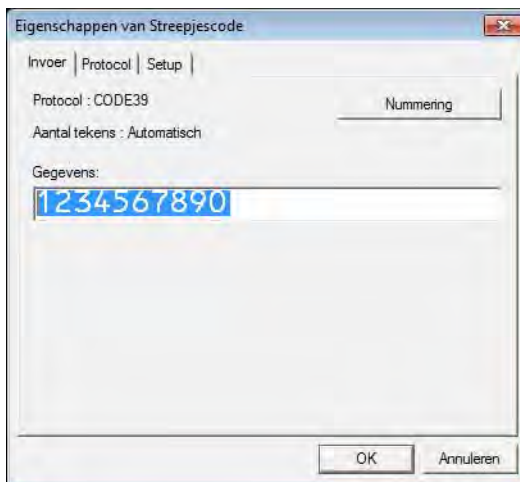 Eigenschappen van Streepjescode
Invoer Protocol Setup
Protocol : CODE39
Nummering
Aantal tekens : Automatisch
Gegevens:
1234567890
OK Annuleren